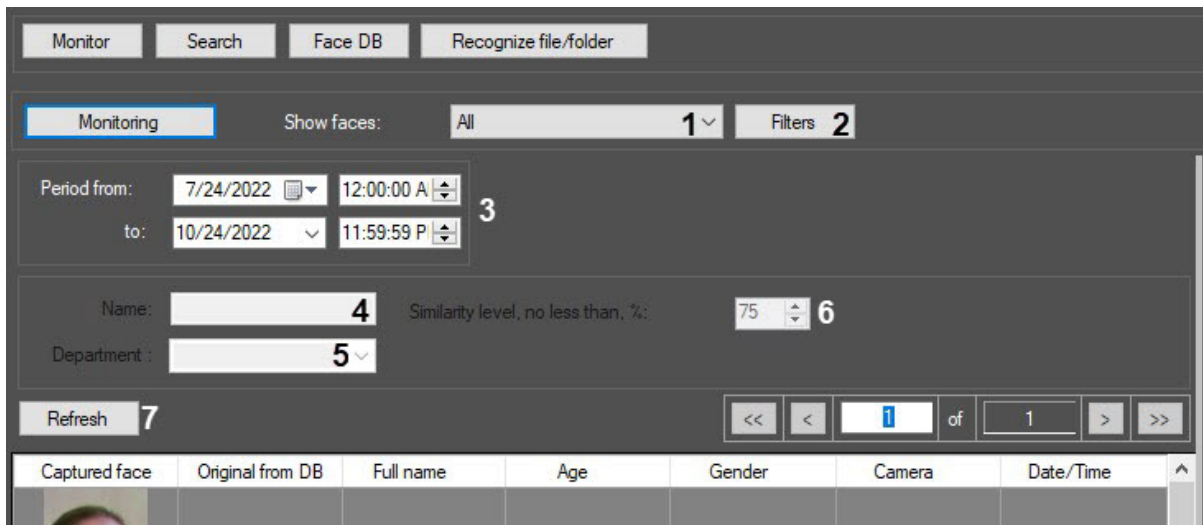 Monitor Search Face DB Recognize file/folder
Monitoring Show faces: All 1 Filters 2
Period from: 7/24/2022 12:00:00 A
3
to: 10/24/2022 11:59:59 P
Name: 4 Similarity level, no less than, %: 75 6
Department : 5
Refresh 7 << < 1 of 1 > >>
Captured face Original from DB Full name Age Gender Camera Date/Time